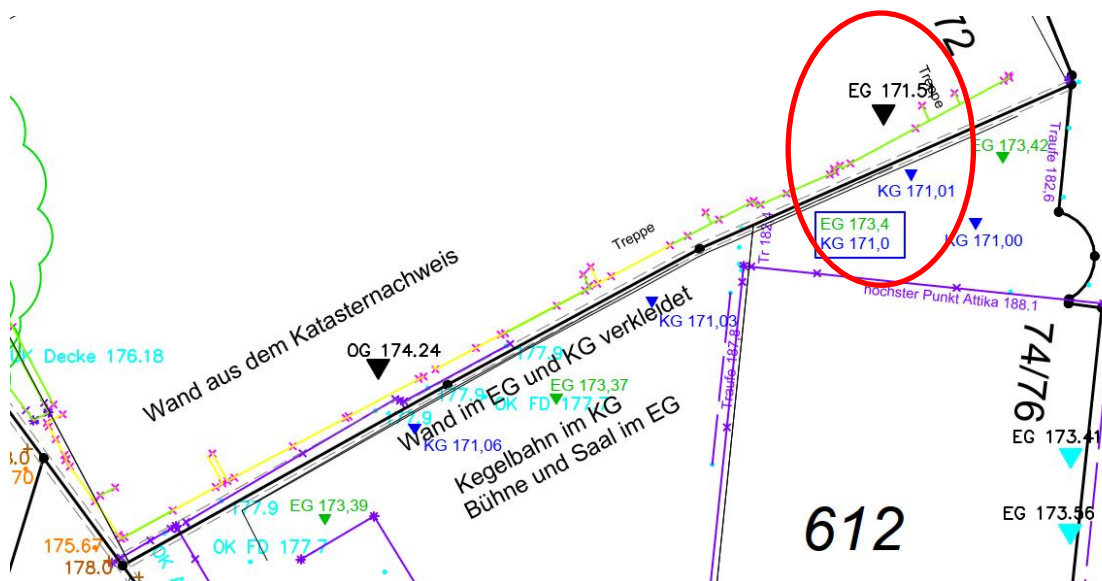 72
Treppe
EG 171.5
EG 173,42
Traufe 182,6
KG 171,01
EG 173,4
KG 171,0
KG 171,00
Treppe
Tr 182.4
höchster Punkt Attika 188.1
Wand aus dem Katasternachweis
KG 171,03
Traufe 187.8
OK Decke 176.18
OG 174.24
177.9
177.9
OK FD 177.7
EG 173,37
177.9
Wand im EG und KG verkleidet
KG 171,06
74/76
EG 173.41
Kegelbahn im KG
Bühne und Saal im EG
70
EG 173,39
177.9
EG 173.56
612
175.67
OK FD 177.7
178.0